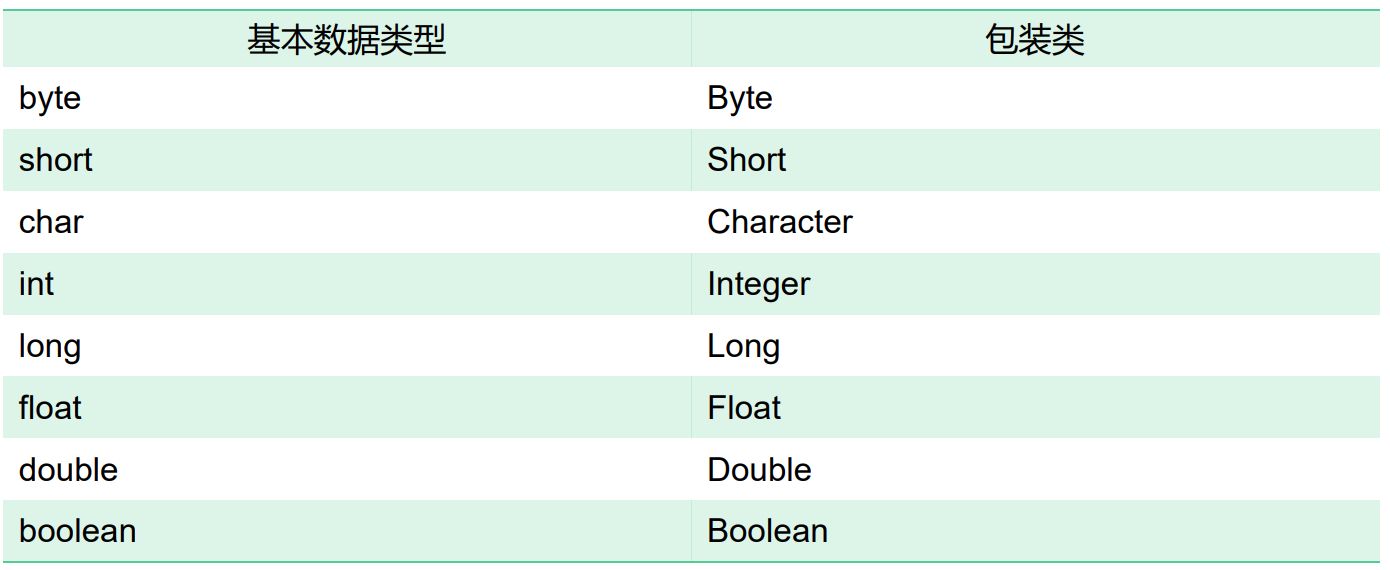 基本数据类型 包装类
byte Byte
short Short
char Character
int Integer
long Long
float Float
double Double
boolean Boolean